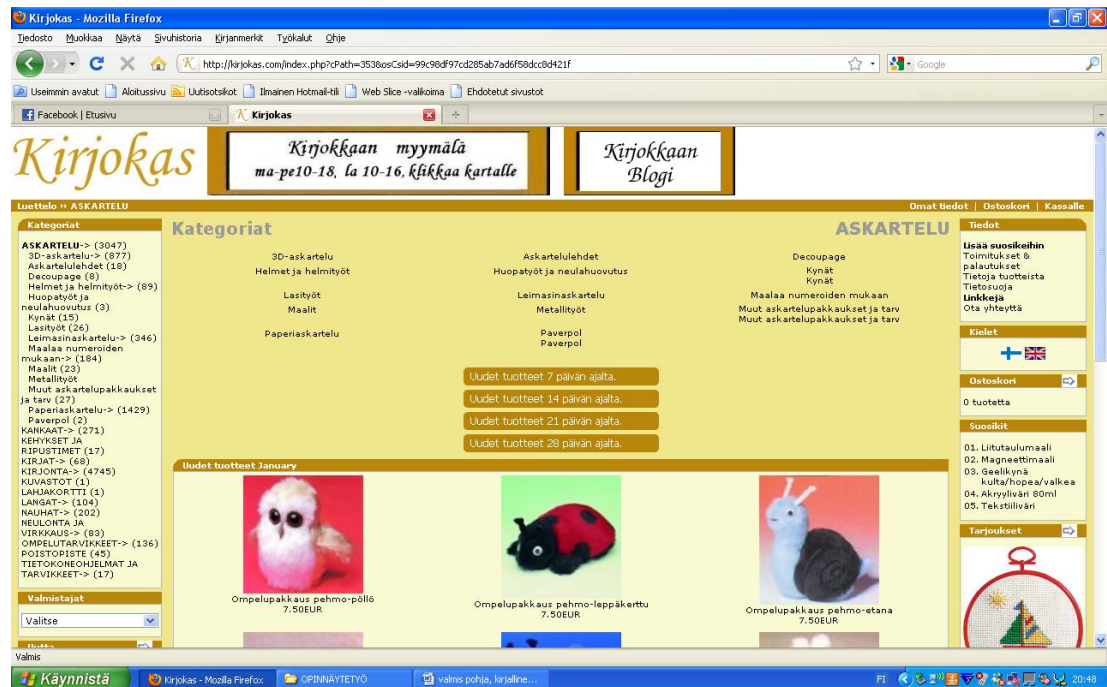 Kirjokas - Mozilla Firefox
Tiedosto Muokkaa Näytä Sivuhistoria Kirjanmerkit Työkalut Ohje
http://kirjokas.com/index.php?cPath=353&osCsid=99c98df97cd285ab7ad6f58dcc8d421f
Google
Useimmin avatut Aloitussivu Uutisotsikot Ilmainen Hotmail-tili Web Slice -valikoima Ehdotetut sivustot
Facebook | Etusivu
Kirjokas
Kirjokas
Kirjokkaan myymälä
ma-pe10-18, la 10-16, klikkaa kartalle
Kirjokkaan
Blogi
Luettelo » ASKARTELU
Omat tiedot | Ostoskori | Kassalle
Kategoriat
ASKARTELU-> (3047)
3D-askartelu-> (877)
Askartelulehdet (18)
Decoupage (8)
Helmet ja helmityöt-> (89)
Huopatyöt ja
neulahuovutus (3)
Kynät (15)
Lasityöt (26)
Leimasinaskartelu-> (346)
Maalaa numeroiden
mukaan-> (184)
Maalit (23)
Metallityöt
Muut askartelupakkaukset
ja tarv (27)
Paperiaskartelu-> (1429)
Paverpol (2)
KANKAAT-> (271)
KEHYKSET JA
RIPUSTIMET (17)
KIRJAT-> (68)
KIRJONTA-> (4745)
KUVASTOT (1)
LAHJAKORTTI (1)
LANGAT-> (104)
NAUHAT-> (202)
NEULONTA JA
VIRKKAUS-> (83)
OMPELUTARVIKKEET-> (136)
POISTOPISTE (45)
TIETOKONEOHJELMAT JA
TARVIKKEET-> (17)
Valmistajat
Valitse
Uutta
Kategoriat
ASKARTELU
3D-askartelu
Askartelulehdet
Decoupage
Helmet ja helmityöt
Huopatyöt ja neulahuovutus
Kynät
Kynät
Lasityöt
Leimasinaskartelu
Maalaa numeroiden mukaan
Maalit
Metallityöt
Muut askartelupakkaukset ja tarv
Muut askartelupakkaukset ja tarv
Paperiaskartelu
Paverpol
Paverpol
Uudet tuotteet 7 päivän ajalta.
Uudet tuotteet 14 päivän ajalta.
Uudet tuotteet 21 päivän ajalta.
Uudet tuotteet 28 päivän ajalta.
Uudet tuotteet January
Ompelupakkaus pehmo-pöllö
7.50EUR
Ompelupakkaus pehmo-leppäkerttu
7.50EUR
Ompelupakkaus pehmo-etana
7.50EUR
Tiedot
Lisää suosikeihin
Toimitukset &
palautukset
Tietoja tuotteista
Tietosuoja
Linkkejä
Ota yhteyttä
Kielet
Ostoskori
0 tuotetta
Suosikit
01. Liitutaulumaali
02. Magneettimaali
03. Geelikynä
kulta/hopea/valkea
04. Akryyliväri 80ml
05. Tekstiiliväri
Tarjoukset
Valmis
Käynnistä
Kirjokas - Mozilla Firefox
OPINNÄYTETYÖ
valmis pohja, kirjalline...
FI
20:48